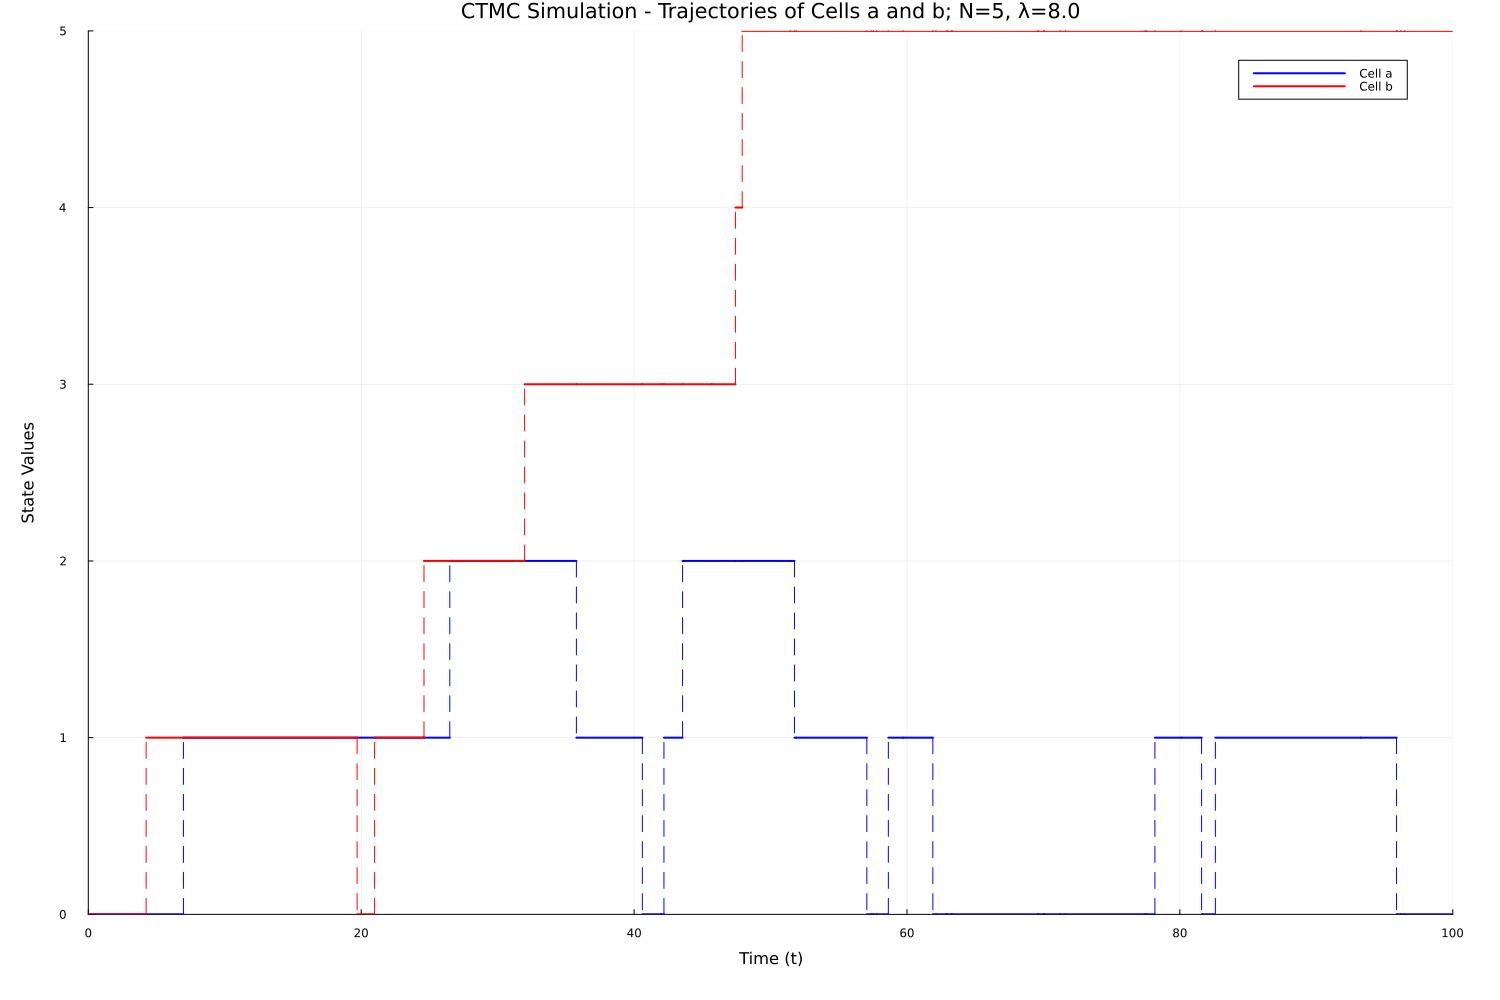 CTMC Simulation - Trajectories of Cells a and b; N=5, λ=8.0
5
Cell a
Cell b
4
3
State Values
2
1
0
0 20 40 60 80 100
Time (t)